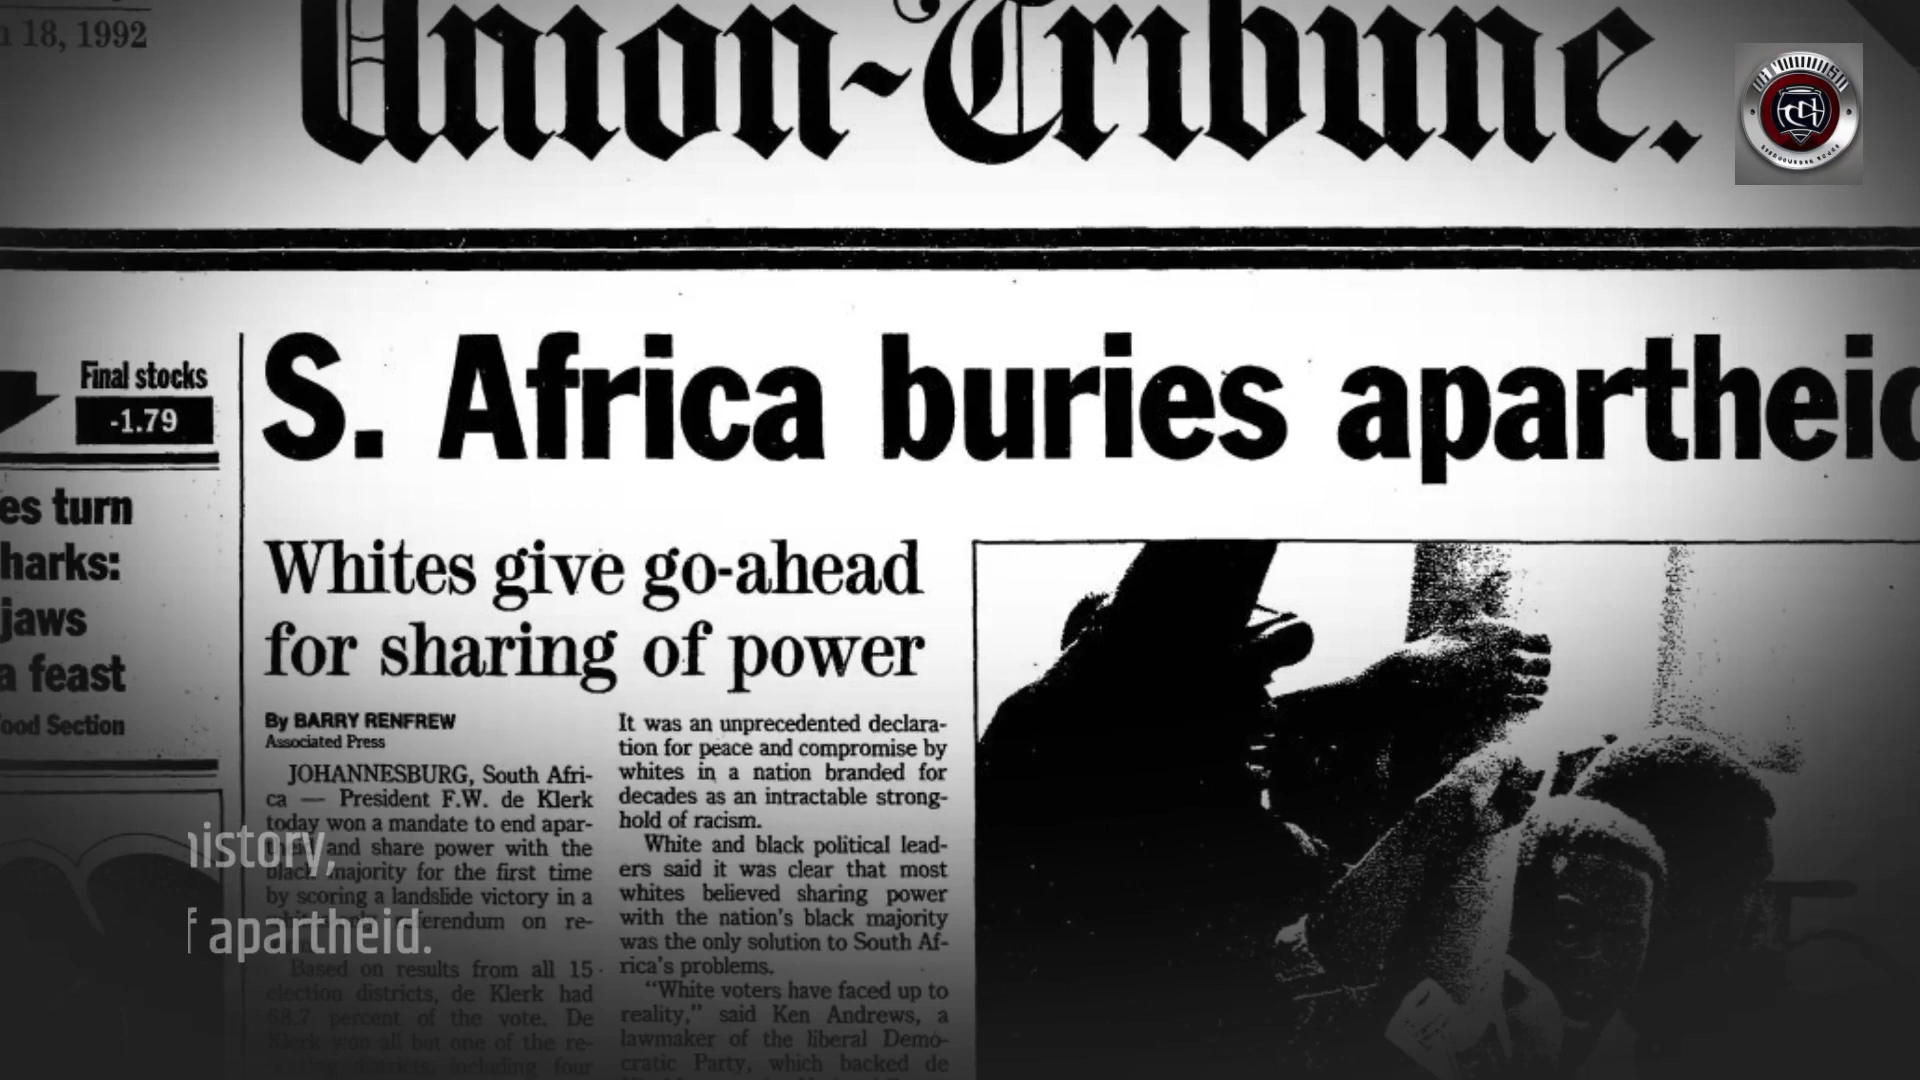 18, 1992
Union-Tribune.
Final stocks
-1.79
es turn
harks:
jaws
a feast
ood Section
S. Africa buries apartheid
Whites give go-ahead
for sharing of power
By BARRY RENFREW
Associated Press
JOHANNESBURG, South Afri-
ca — President F.W. de Klerk
today won a mandate to end apar-
theid and share power with the
black majority for the first time
by scoring a landslide victory in a
referendum on re-
Based on results from all 15
election districts, de Klerk had
68.7 percent of the vote. De
Klerk won all but one of the re-
districts, including four
It was an unprecedented declara-
tion for peace and compromise by
whites in a nation branded for
decades as an intractable strong-
hold of racism.
White and black political lead-
ers said it was clear that most
whites believed sharing power
with the nation's black majority
was the only solution to South Af-
rica's problems.
"White voters have faced up to
reality," said Ken Andrews, a
lawmaker of the liberal Demo-
cratic Party, which backed de
history,
f apartheid.